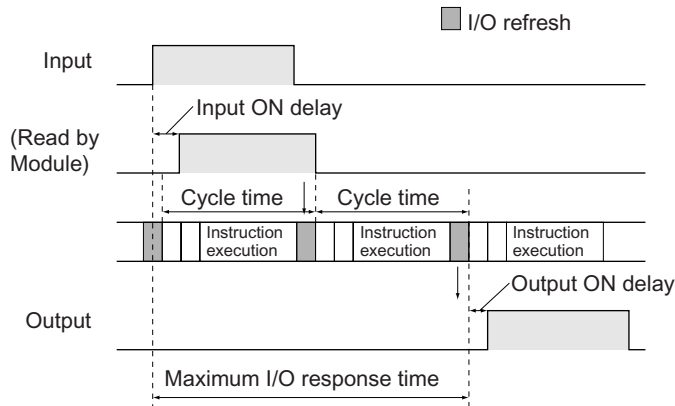 I/O refresh
Input
Input ON delay
(Read by
Module)
Cycle time
Cycle time
Instruction
execution
Instruction
execution
Instruction
execution
Output ON delay
Output
Maximum I/O response time